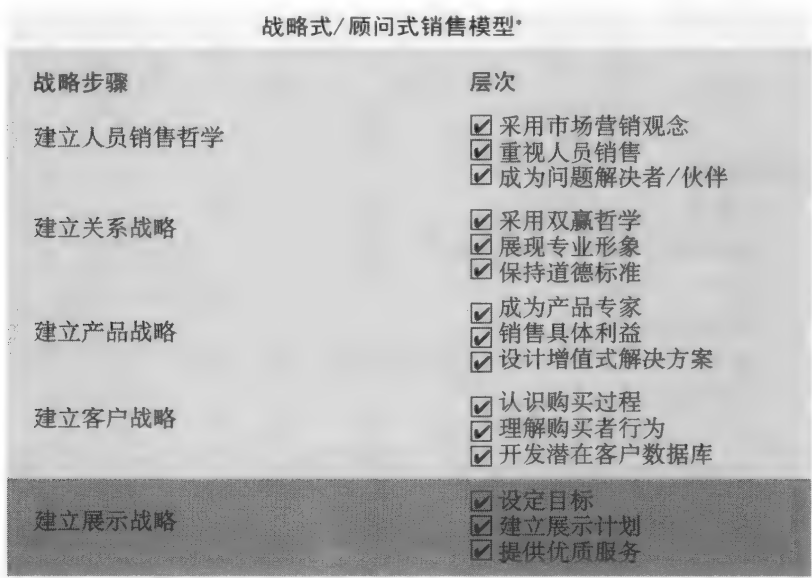 战略式/顾问式销售模型*
战略步骤 层次
建立人员销售哲学 ☑ 采用市场营销观念
☑ 重视人员销售
☑ 成为问题解决者/伙伴
建立关系战略 ☑ 采用双赢哲学
☑ 展现专业形象
☑ 保持道德标准
建立产品战略 ☑ 成为产品专家
☑ 销售具体利益
☑ 设计增值式解决方案
建立客户战略 ☑ 认识购买过程
☑ 理解购买者行为
☑ 开发潜在客户数据库
建立展示战略 ☑ 设定目标
☑ 建立展示计划
☑ 提供优质服务